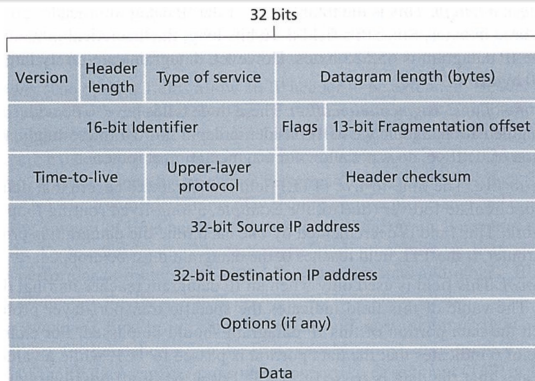 32 bits
Version
Header
length
Type of service
Datagram length (bytes)
16-bit Identifier
Flags
13-bit Fragmentation offset
Time-to-live
Upper-layer
protocol
Header checksum
32-bit Source IP address
32-bit Destination IP address
Options (if any)
Data